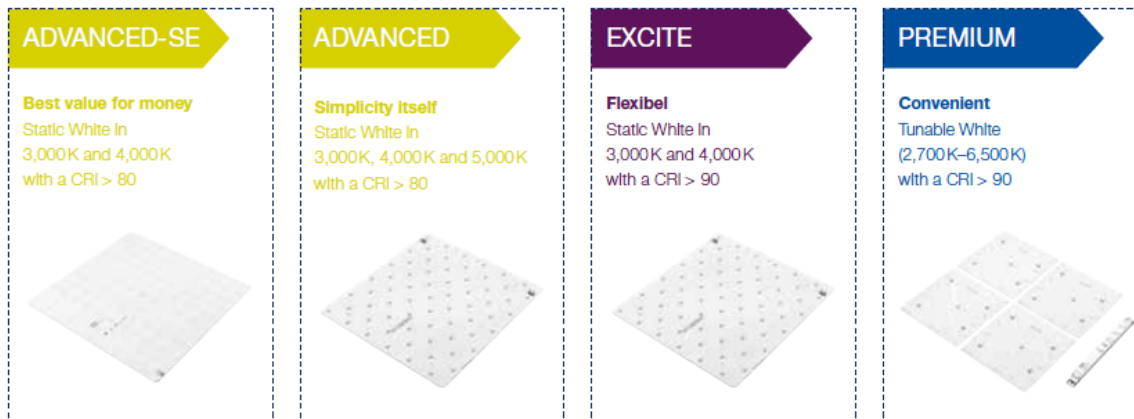 ADVANCED-SE
Best value for money
Static White in
3,000K and 4,000K
with a CRI > 80
ADVANCED
Simplicity itself
Static White in
3,000K, 4,000K and 5,000K
with a CRI > 80
EXCITE
Flexibel
Static White in
3,000K and 4,000K
with a CRI > 90
PREMIUM
Convenient
Tunable White
(2,700K–6,500K)
with a CRI > 90